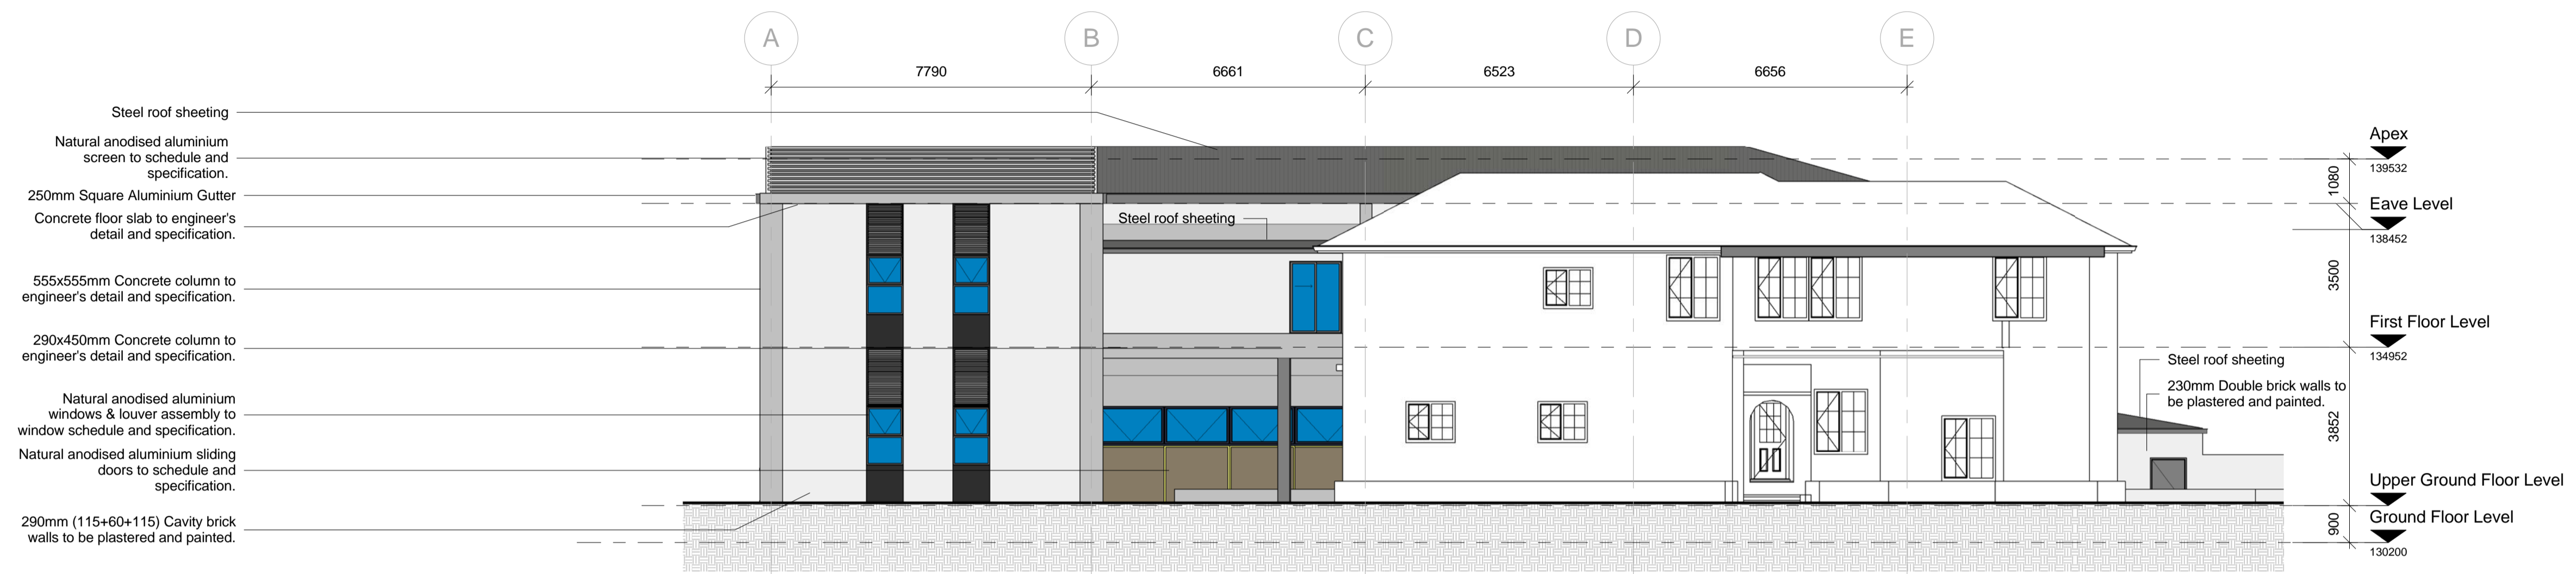 A B C D E
7790 6661 6523 6656
Steel roof sheeting
Natural anodised aluminium
screen to schedule and
specification.
250mm Square Aluminium Gutter
Concrete floor slab to engineer's
detail and specification.
555x555mm Concrete column to
engineer's detail and specification.
290x450mm Concrete column to
engineer's detail and specification.
Natural anodised aluminium
windows & louver assembly to
window schedule and specification.
Natural anodised aluminium sliding
doors to schedule and
specification.
290mm (115+60+115) Cavity brick
walls to be plastered and painted.
Steel roof sheeting
Steel roof sheeting
230mm Double brick walls to
be plastered and painted.
1080
3500
3852
900
Apex
139532
Eave Level
138452
First Floor Level
134952
Upper Ground Floor Level
Ground Floor Level
130200